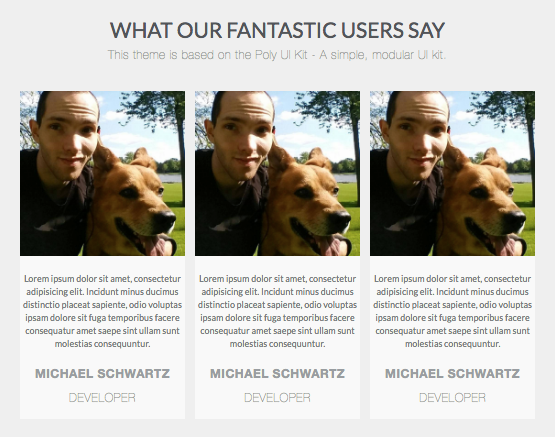 WHAT OUR FANTASTIC USERS SAY
This theme is based on the Poly UI Kit - A simple, modular UI kit.
Lorem ipsum dolor sit amet, consectetur
adipisicing elit. Incidunt minus ducimus
distinctio placeat sapiente, odio voluptas
ipsam dolore sit fuga temporibus facere
consequatur amet saepe sint ullam sunt
molestias consequuntur.
MICHAEL SCHWARTZ
DEVELOPER
Lorem ipsum dolor sit amet, consectetur
adipisicing elit. Incidunt minus ducimus
distinctio placeat sapiente, odio voluptas
ipsam dolore sit fuga temporibus facere
consequatur amet saepe sint ullam sunt
molestias consequuntur.
MICHAEL SCHWARTZ
DEVELOPER
Lorem ipsum dolor sit amet, consectetur
adipisicing elit. Incidunt minus ducimus
distinctio placeat sapiente, odio voluptas
ipsam dolore sit fuga temporibus facere
consequatur amet saepe sint ullam sunt
molestias consequuntur.
MICHAEL SCHWARTZ
DEVELOPER